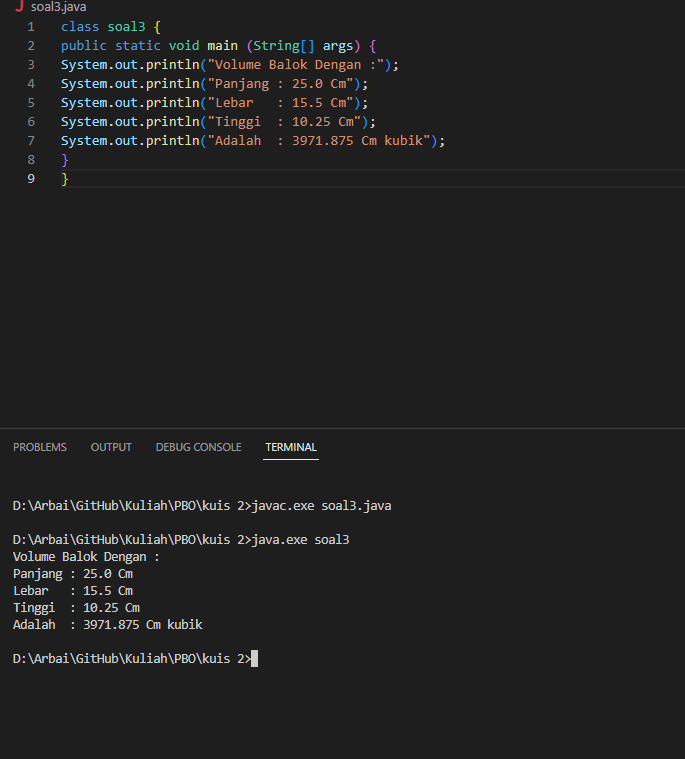 J soal3.java
1 class soal3 {
2 public static void main (String[] args) {
3 System.out.println("Volume Balok Dengan :");
4 System.out.println("Panjang : 25.0 Cm");
5 System.out.println("Lebar   : 15.5 Cm");
6 System.out.println("Tinggi  : 10.25 Cm");
7 System.out.println("Adalah  : 3971.875 Cm kubik");
8 }
9 }
PROBLEMS OUTPUT DEBUG CONSOLE TERMINAL
D:\Arbai\GitHub\Kuliah\PBO\kuis 2>javac.exe soal3.java
D:\Arbai\GitHub\Kuliah\PBO\kuis 2>java.exe soal3
Volume Balok Dengan :
Panjang : 25.0 Cm
Lebar   : 15.5 Cm
Tinggi  : 10.25 Cm
Adalah  : 3971.875 Cm kubik
D:\Arbai\GitHub\Kuliah\PBO\kuis 2>